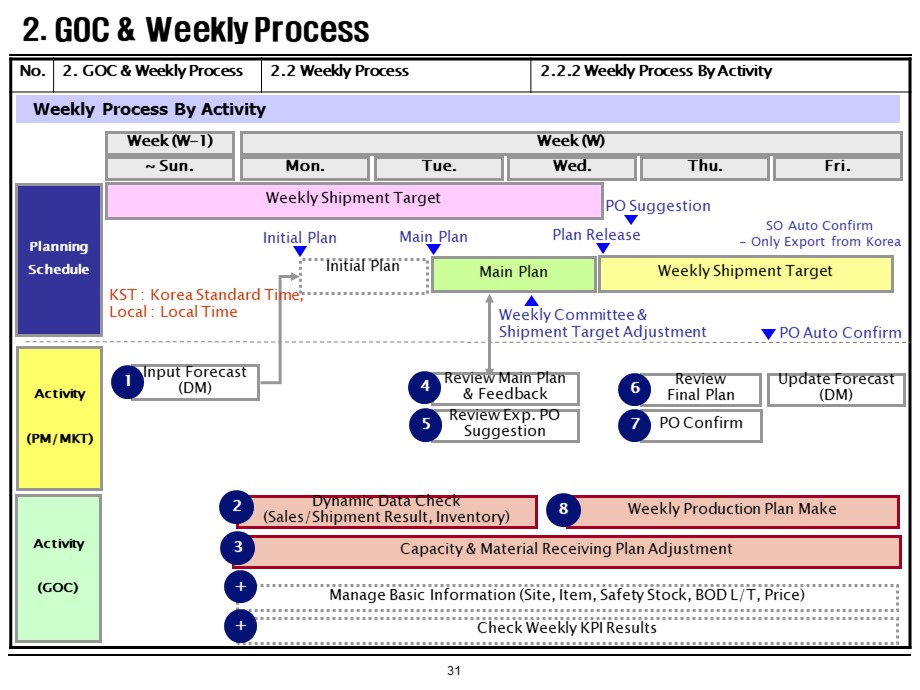 2. GOC & Weekly Process
No. 2. GOC & Weekly Process 2.2 Weekly Process 2.2.2 Weekly Process By Activity
Weekly Process By Activity
Week (W-1) Week (W)
~ Sun. Mon. Tue. Wed. Thu. Fri.
Planning
Schedule
Weekly Shipment Target
PO Suggestion
Initial Plan Main Plan Plan Release
SO Auto Confirm
- Only Export from Korea
Initial Plan Main Plan Weekly Shipment Target
KST : Korea Standard Time,
Local : Local Time
Weekly Committee &
Shipment Target Adjustment
PO Auto Confirm
Activity
(PM/MKT)
1 Input Forecast
(DM)
4 Review Main Plan
& Feedback
5 Review Exp. PO
Suggestion
6 Review
Final Plan
7 PO Confirm
Update Forecast
(DM)
Activity
(GOC)
2 Dynamic Data Check
(Sales/Shipment Result, Inventory)
8 Weekly Production Plan Make
3 Capacity & Material Receiving Plan Adjustment
+ Manage Basic Information (Site, Item, Safety Stock, BOD L/T, Price)
+ Check Weekly KPI Results
31